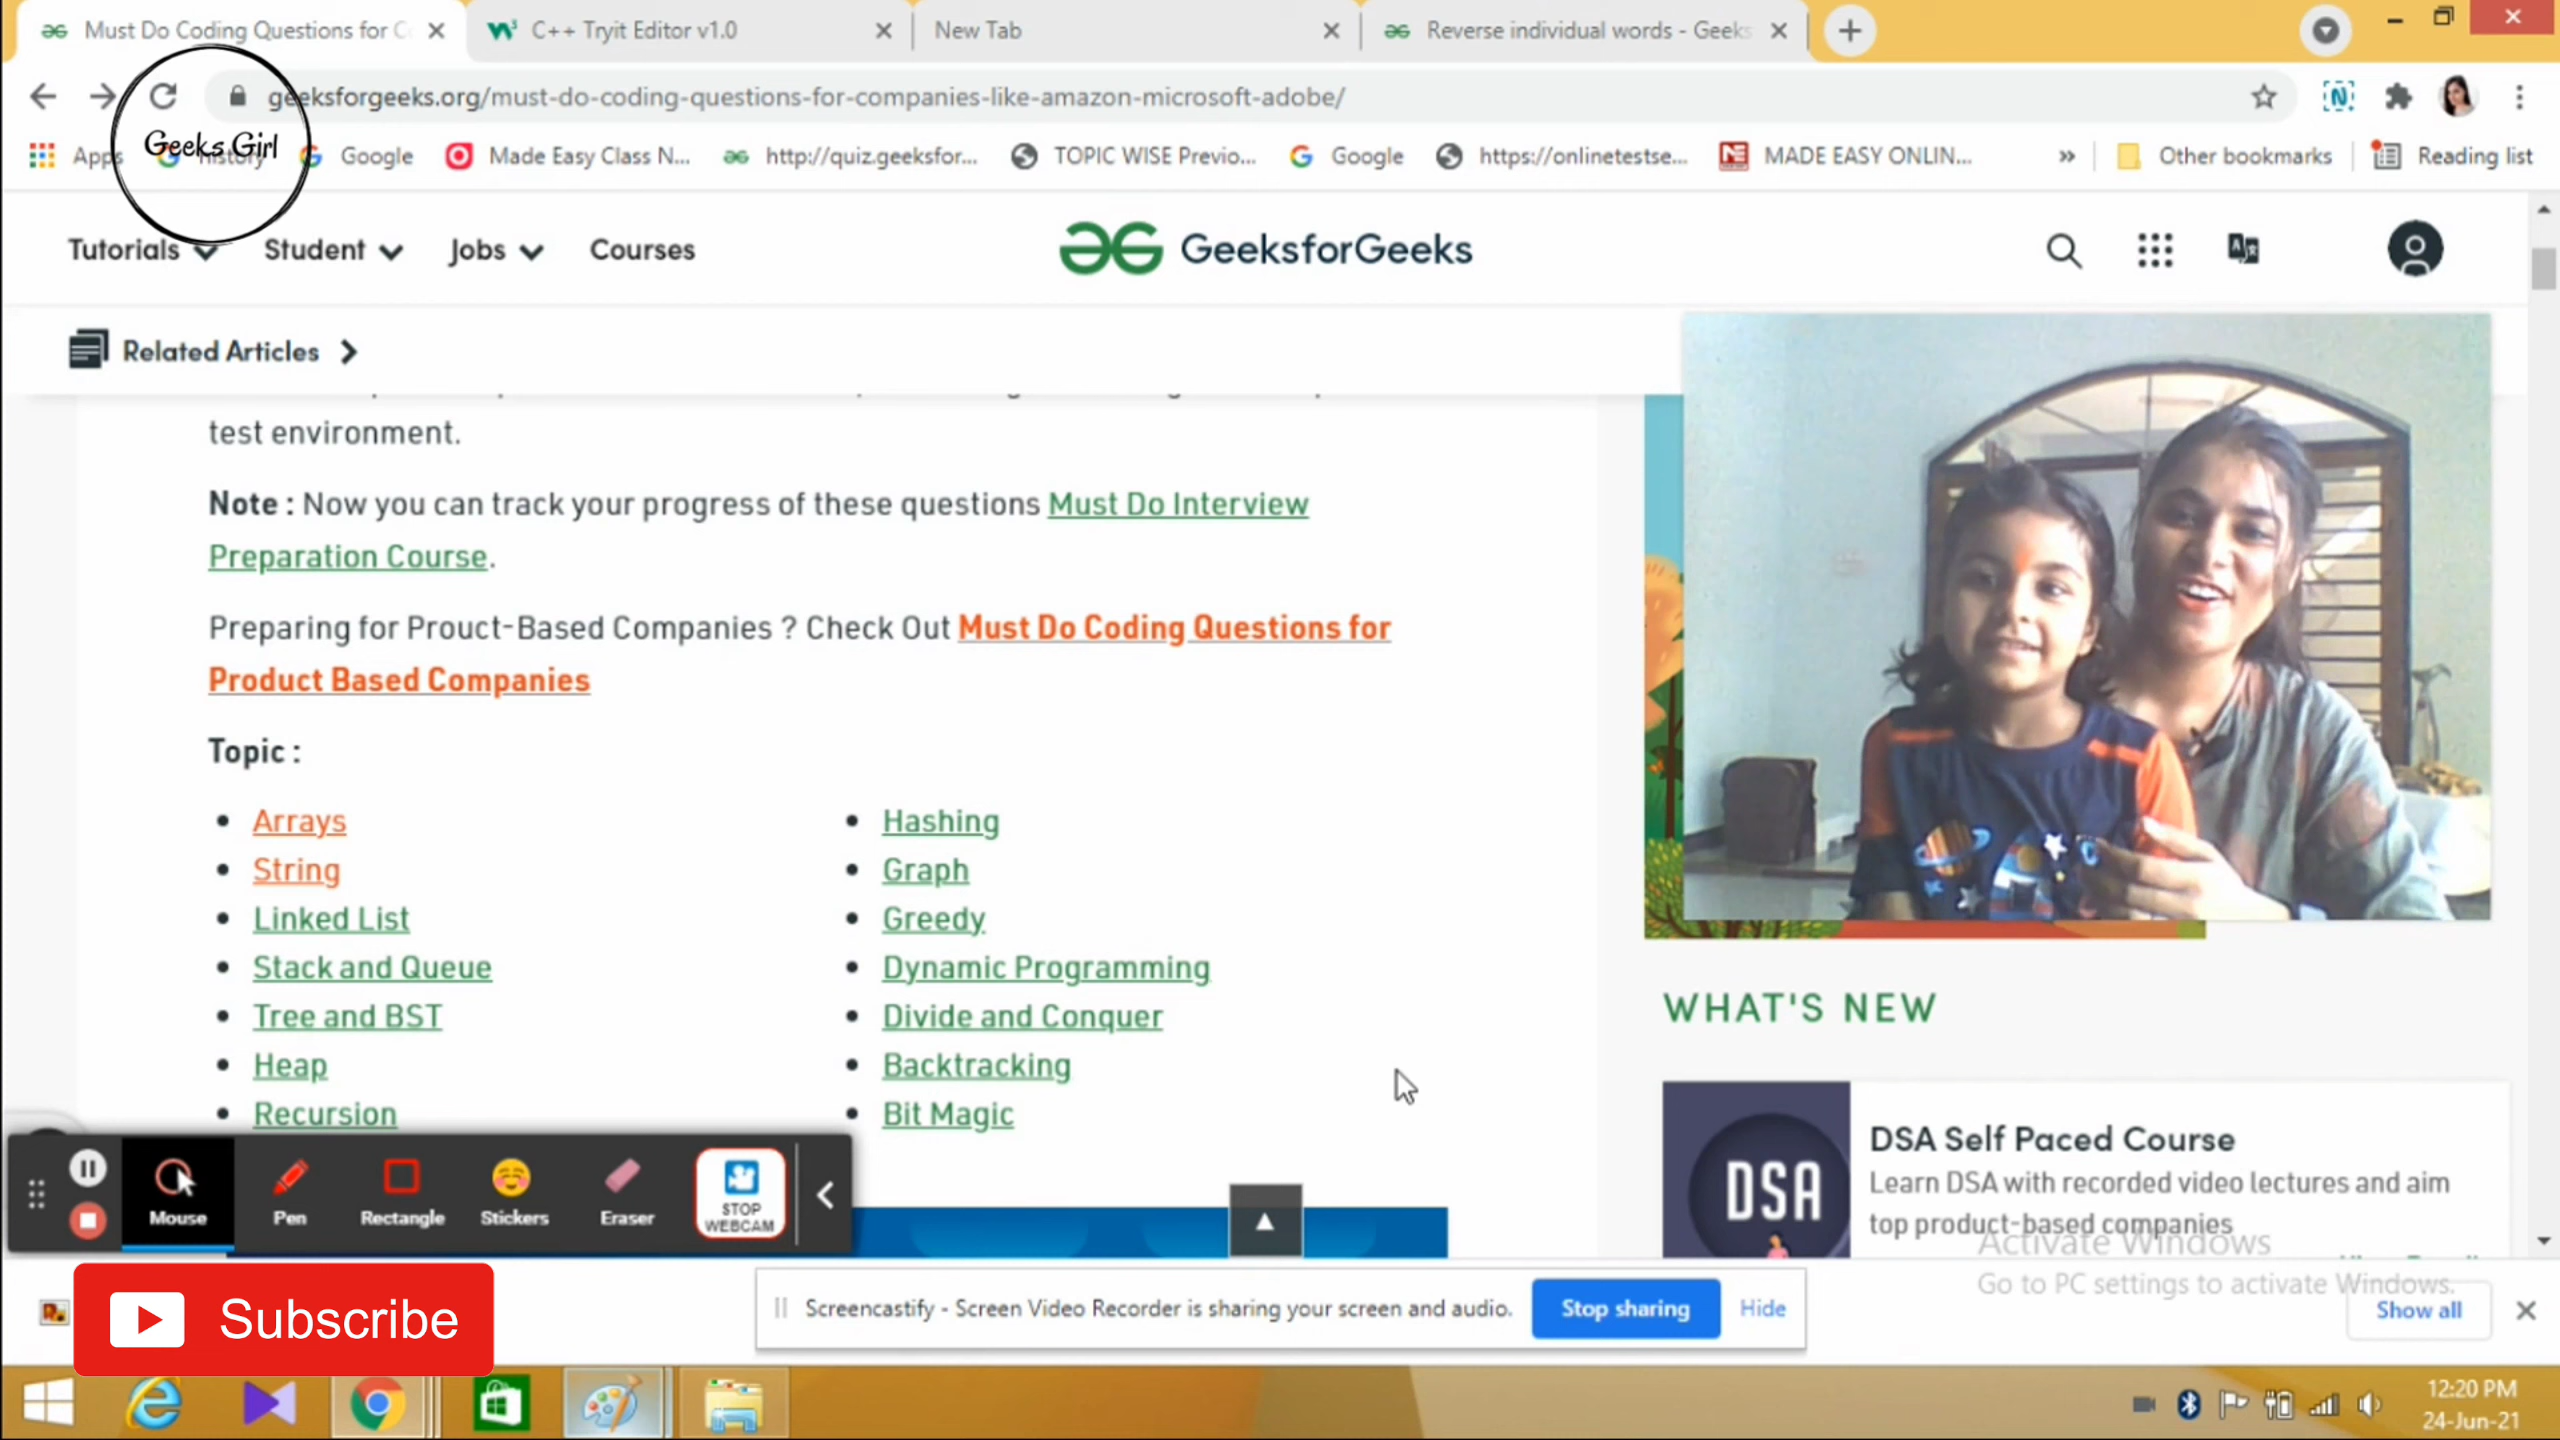 Must Do Coding Questions for C
C++ Tryit Editor v1.0
New Tab
Reverse individual words - Geeks
geeksforgeeks.org/must-do-coding-questions-for-companies-like-amazon-microsoft-adobe/
Geeks Girl
Apps
history
Google
Made Easy Class N...
http://quiz.geeksfor...
TOPIC WISE Previo...
Google
https://onlinetestse...
MADE EASY ONLIN...
Other bookmarks
Reading list
Tutorials
Student
Jobs
Courses
GeeksforGeeks
Related Articles
test environment.
Note : Now you can track your progress of these questions Must Do Interview
Preparation Course.
Preparing for Prouct-Based Companies ? Check Out Must Do Coding Questions for
Product Based Companies
Topic :
Arrays
String
Linked List
Stack and Queue
Tree and BST
Heap
Recursion
Hashing
Graph
Greedy
Dynamic Programming
Divide and Conquer
Backtracking
Bit Magic
WHAT'S NEW
DSA
DSA Self Paced Course
Learn DSA with recorded video lectures and aim
top product-based companies
Activate Windows
Go to PC settings to activate Windows.
Mouse
Pen
Rectangle
Stickers
Eraser
STOP
WEBCAM
Subscribe
Screencastify - Screen Video Recorder is sharing your screen and audio.
Stop sharing
Hide
Show all
12:20 PM
24-Jun-21